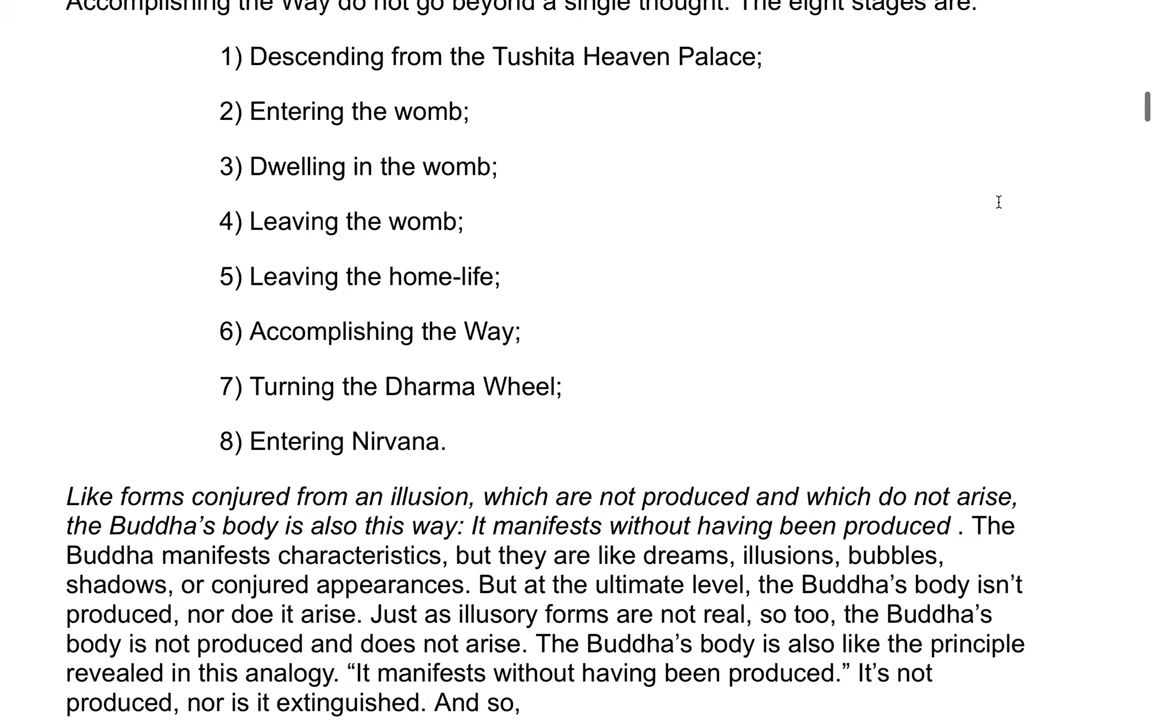 Accomplishing the Way do not go beyond a single thought. The eight stages are:
1) Descending from the Tushita Heaven Palace;
2) Entering the womb;
3) Dwelling in the womb;
4) Leaving the womb;
5) Leaving the home-life;
6) Accomplishing the Way;
7) Turning the Dharma Wheel;
8) Entering Nirvana.
Like forms conjured from an illusion, which are not produced and which do not arise,
the Buddha’s body is also this way: It manifests without having been produced . The
Buddha manifests characteristics, but they are like dreams, illusions, bubbles,
shadows, or conjured appearances. But at the ultimate level, the Buddha’s body isn’t
produced, nor doe it arise. Just as illusory forms are not real, so too, the Buddha’s
body is not produced and does not arise. The Buddha’s body is also like the principle
revealed in this analogy. “It manifests without having been produced.” It’s not
produced, nor is it extinguished. And so,